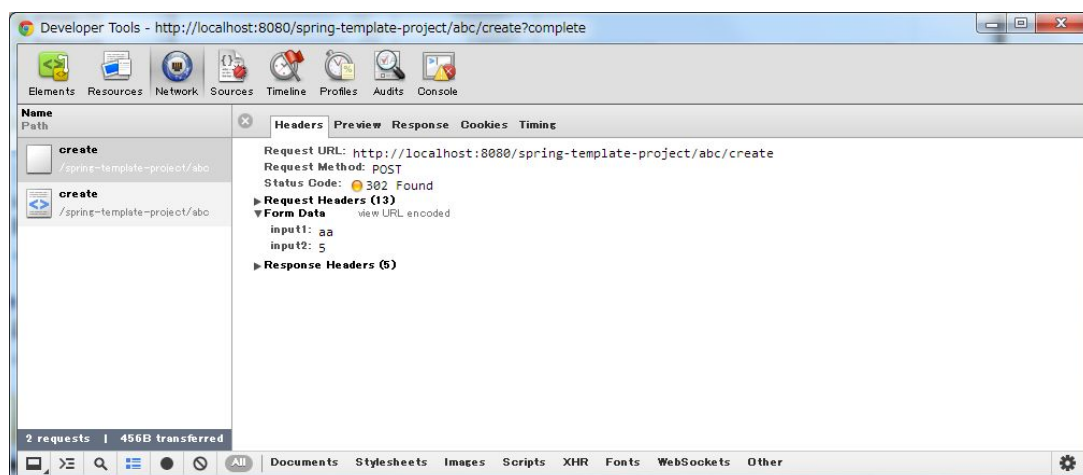 Developer Tools - http://localhost:8080/spring-template-project/abc/create?complete
Elements Resources Network Sources Timeline Profiles Audits Console
Name
Path
Headers Preview Response Cookies Timing
create
/spring-template-project/abc
create
/spring-template-project/abc
Request URL: http://localhost:8080/spring-template-project/abc/create
Request Method: POST
Status Code: 302 Found
Request Headers (13)
Form Data view URL encoded
input1: aa
input2: 5
Response Headers (5)
2 requests | 456B transferred
All Documents Stylesheets Images Scripts XHR Fonts WebSockets Other